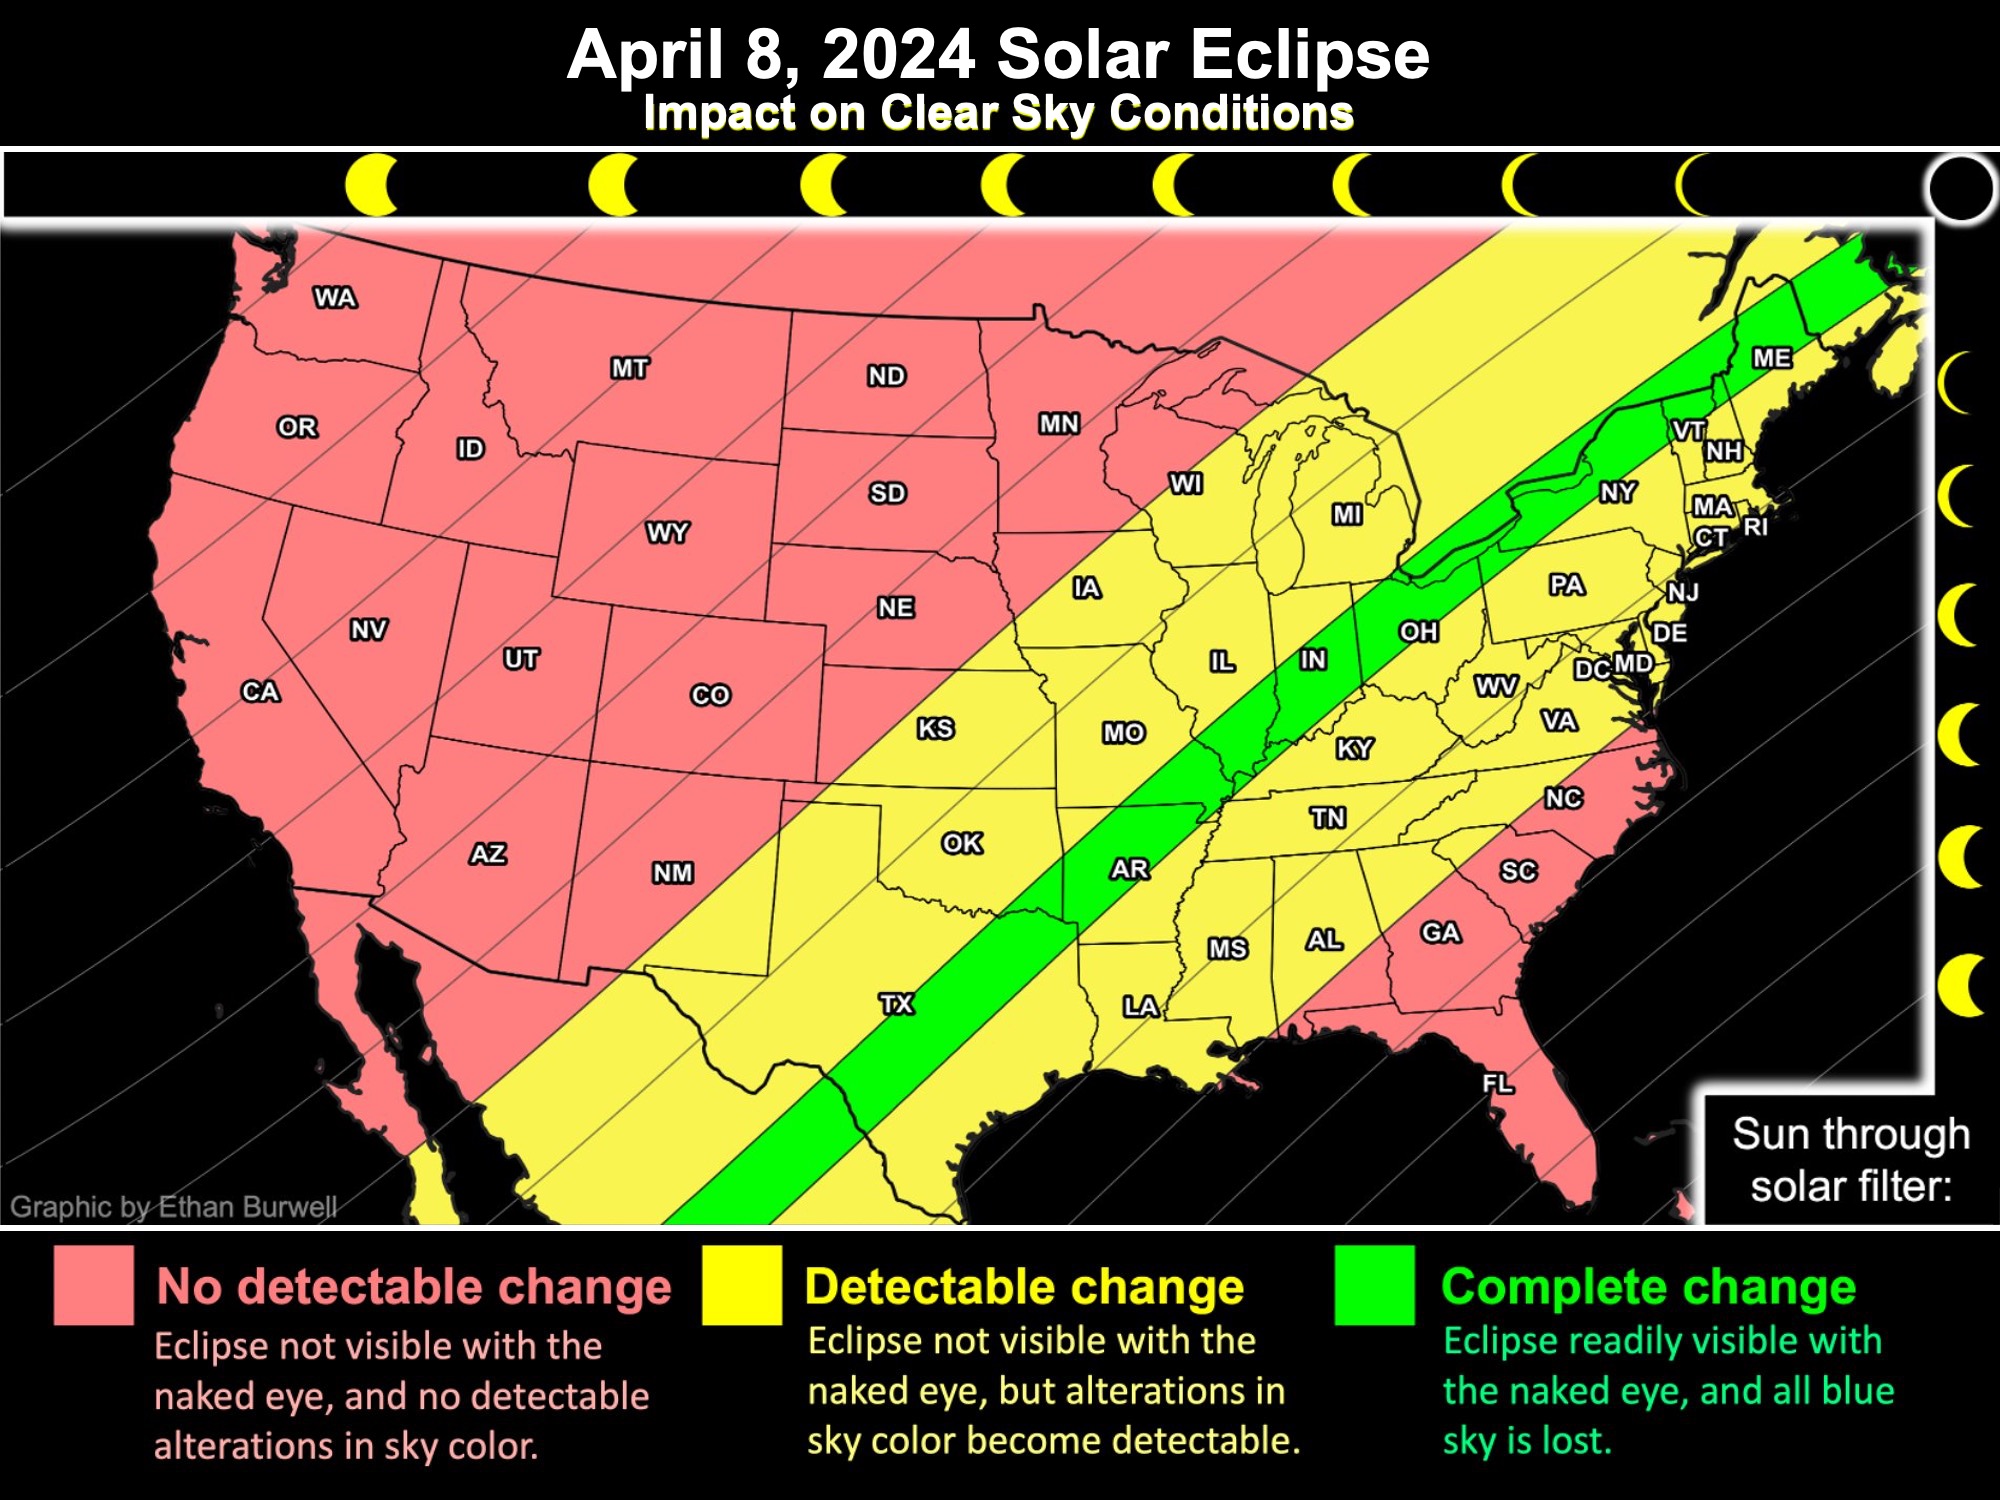 April 8, 2024 Solar Eclipse
Impact on Clear Sky Conditions
WA
MT
ND
MN
OR
ID
SD
WY
WI
MI
ME
VT
NH
NY
MA
RI
CT
IA
NE
PA
NJ
NV
UT
CO
CA
IL
IN
OH
DE
DC
MD
WV
VA
KS
MO
KY
NC
TN
OK
AZ
NM
AR
SC
GA
MS
AL
TX
LA
FL
Sun through
solar filter:
Graphic by Ethan Burwell
No detectable change
Eclipse not visible with the
naked eye, and no detectable
alterations in sky color.
Detectable change
Eclipse not visible with the
naked eye, but alterations in
sky color become detectable.
Complete change
Eclipse readily visible with
the naked eye, and all blue
sky is lost.